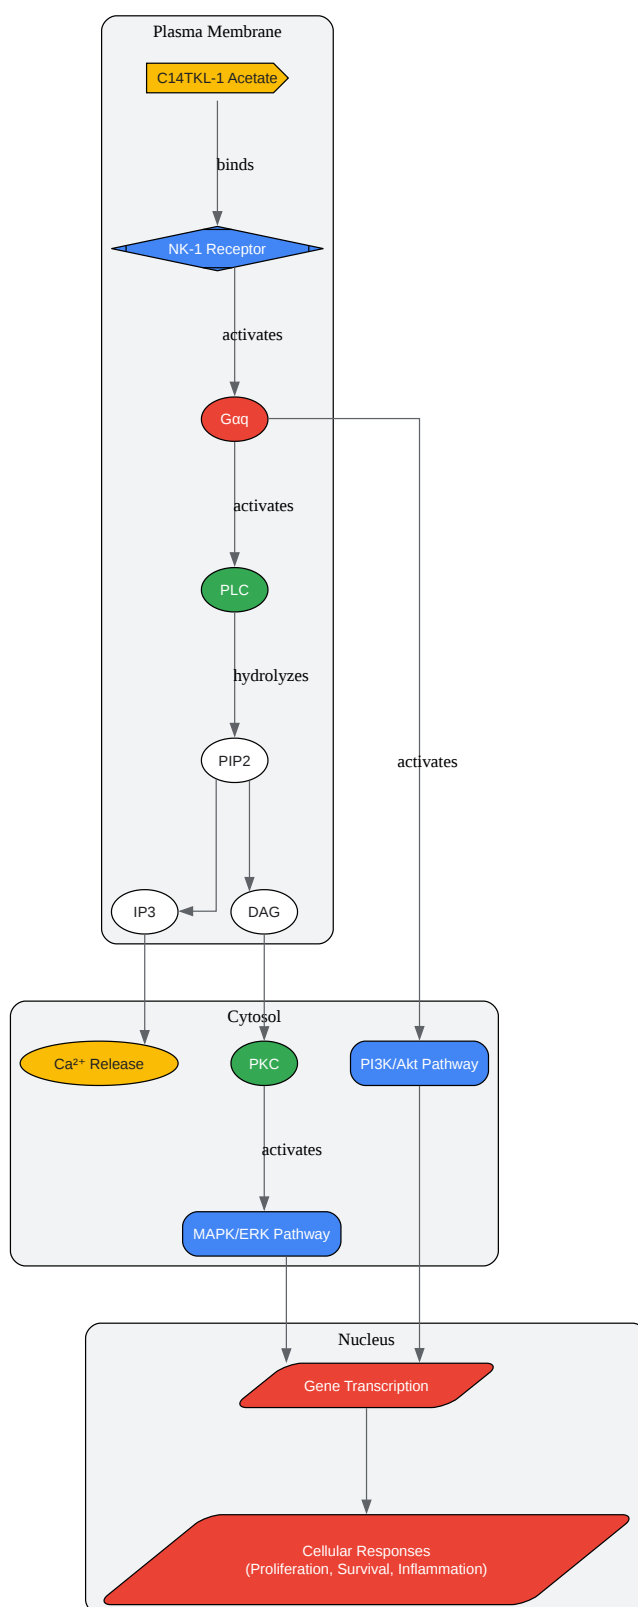 Plasma Membrane
C14TKL-1 Acetate
binds
NK-1 Receptor
activates
Gαq
activates
PLC
hydrolyzes
PIP2
activates
IP3
DAG
Cytosol
Ca²⁺ Release
PKC
PI3K/Akt Pathway
activates
MAPK/ERK Pathway
Nucleus
Gene Transcription
Cellular Responses
(Proliferation, Survival, Inflammation)